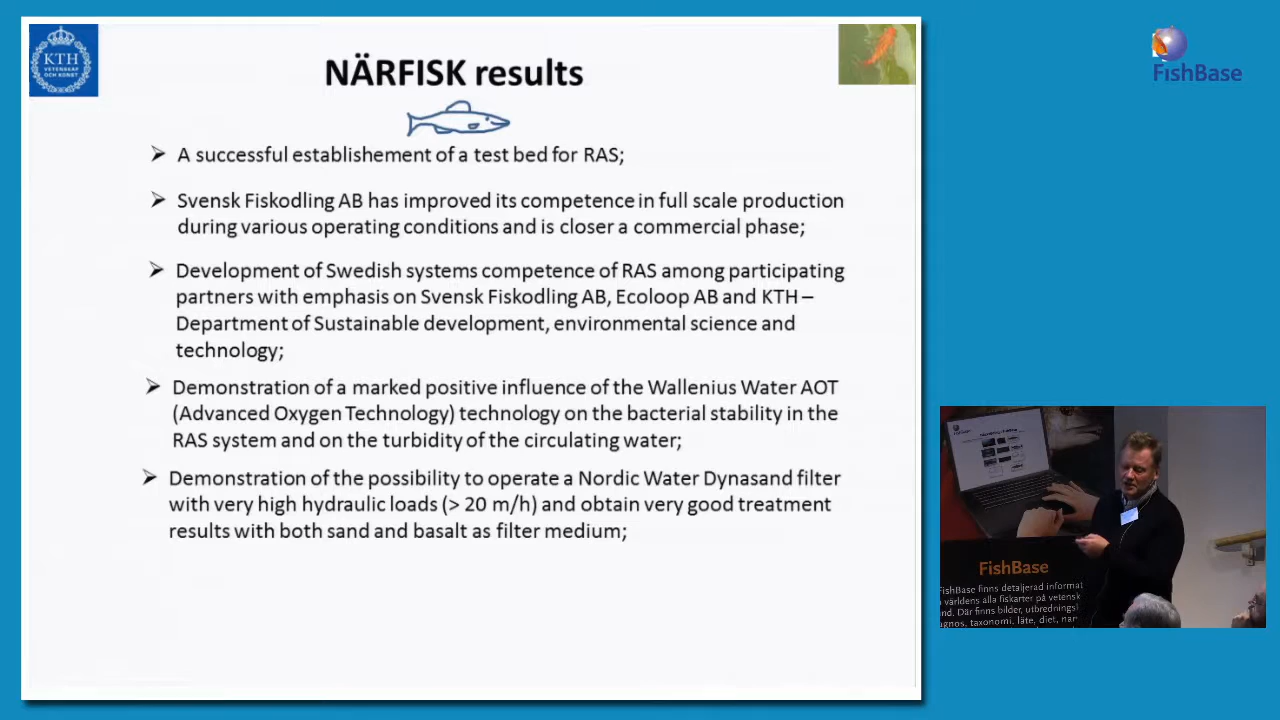 KTH
VETENSKAP
OCH KONST
NÄRFISK results
FishBase
A successful establishement of a test bed for RAS;
Svensk Fiskodling AB has improved its competence in full scale production
during various operating conditions and is closer a commercial phase;
Development of Swedish systems competence of RAS among participating
partners with emphasis on Svensk Fiskodling AB, Ecoloop AB and KTH –
Department of Sustainable development, environmental science and
technology;
Demonstration of a marked positive influence of the Wallenius Water AOT
(Advanced Oxygen Technology) technology on the bacterial stability in the
RAS system and on the turbidity of the circulating water;
Demonstration of the possibility to operate a Nordic Water Dynasand filter
with very high hydraulic loads (> 20 m/h) and obtain very good treatment
results with both sand and basalt as filter medium;
FishBase
FishBase finns detaljerad informat
världens alla fiskarter på vetensk
nd. Där finns bilder, utbredningsl
ugnos, taxonomi, läte, diet, nar